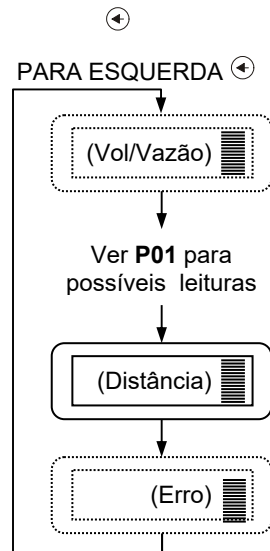 PARA ESQUERDA
(Vol/Vazão)
Ver P01 para
possíveis leituras
(Distância)
(Erro)